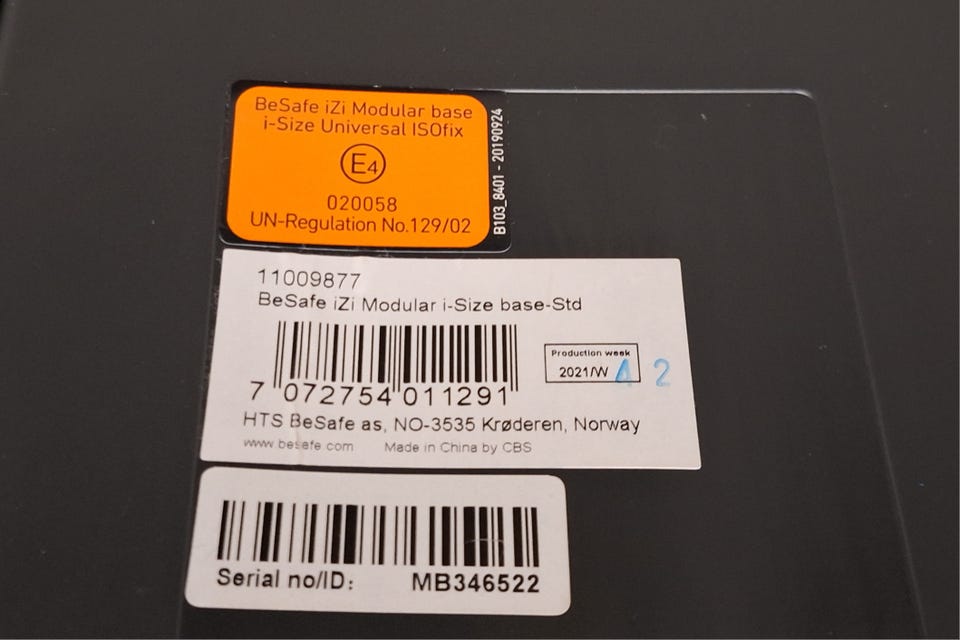 BeSafe iZi Modular base
i-Size Universal ISOfix
E4
020058
UN-Regulation No.129/02
B103_8401 - 20190924
11009877
BeSafe iZi Modular i-Size base-Std
7 072754 011291
Production week
2021/W 42
HTS BeSafe as, NO-3535 Krøderen, Norway
www.besafe.com Made in China by CBS
Serial no/ID: MB346522